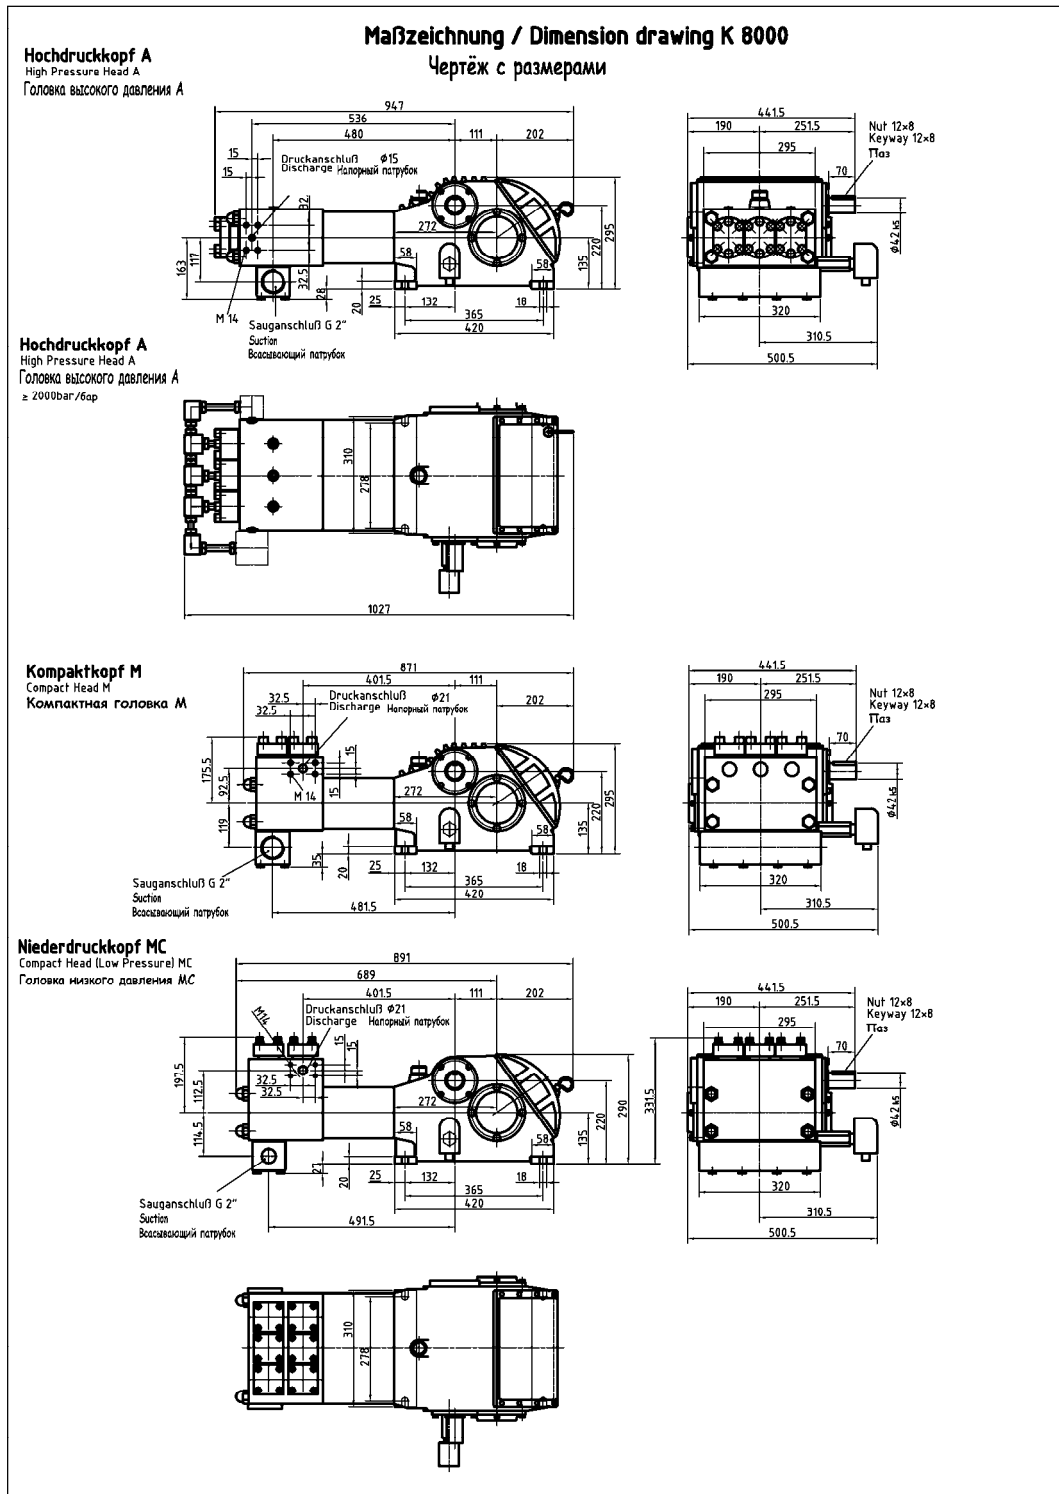 Maßzeichnung / Dimension drawing K 8000
Чертёж с размерами
Hochdruckkopf A
High Pressure Head A
Головка высокого давления А
947
536
480
111
202
15
15
Druckanschluß ø15
Discharge Напорный патрубок
32
272
295
220
135
58
58
163
117
32.5
28
20
25
132
18
365
420
M 14
Sauganschluß G 2"
Suction
Всасывающий патрубок
441.5
190
251.5
295
70
Nut 12×8
Keyway 12×8
Паз
ø42 k5
320
310.5
500.5
Hochdruckkopf A
High Pressure Head A
Головка высокого давления А
≥ 2000bar/бар
310
278
1027
Kompaktkopf M
Compact Head M
Компактная головка М
871
401.5
111
202
32.5
32.5
Druckanschluß ø21
Discharge Напорный патрубок
15
15
M 14
175.5
92.5
119
272
295
220
135
58
58
35
20
25
132
18
365
420
481.5
Sauganschluß G 2"
Suction
Всасывающий патрубок
441.5
190
251.5
295
70
Nut 12×8
Keyway 12×8
Паз
ø42 k5
320
310.5
500.5
Niederdruckkopf MC
Compact Head (Low Pressure) MC
Головка низкого давления МС
891
689
401.5
111
202
M14
Druckanschluß ø21
Discharge Напорный патрубок
15
15
197.5
112.5
114.5
32.5
32.5
272
290
220
135
331.5
58
58
27
20
25
132
18
365
420
491.5
Sauganschluß G 2"
Suction
Всасывающий патрубок
441.5
190
251.5
295
70
Nut 12×8
Keyway 12×8
Паз
ø42 k5
320
310.5
500.5
310
278